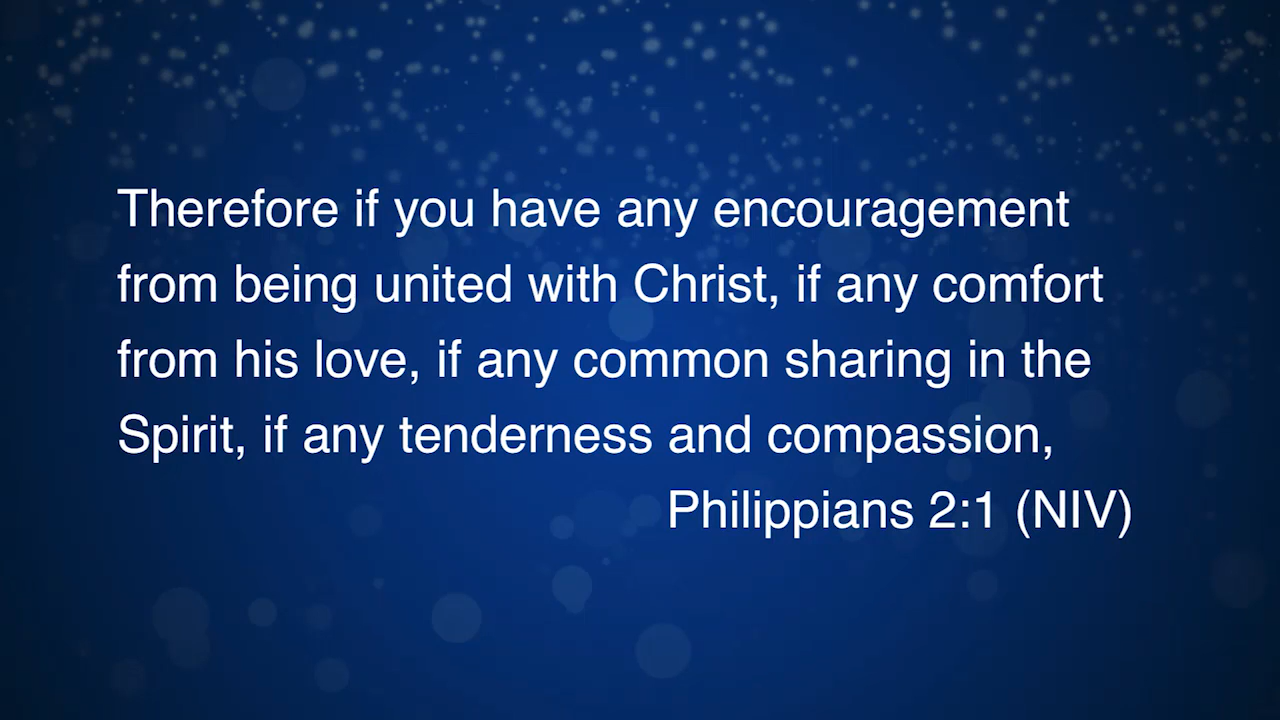 Therefore if you have any encouragement
from being united with Christ, if any comfort
from his love, if any common sharing in the
Spirit, if any tenderness and compassion,
Philippians 2:1 (NIV)